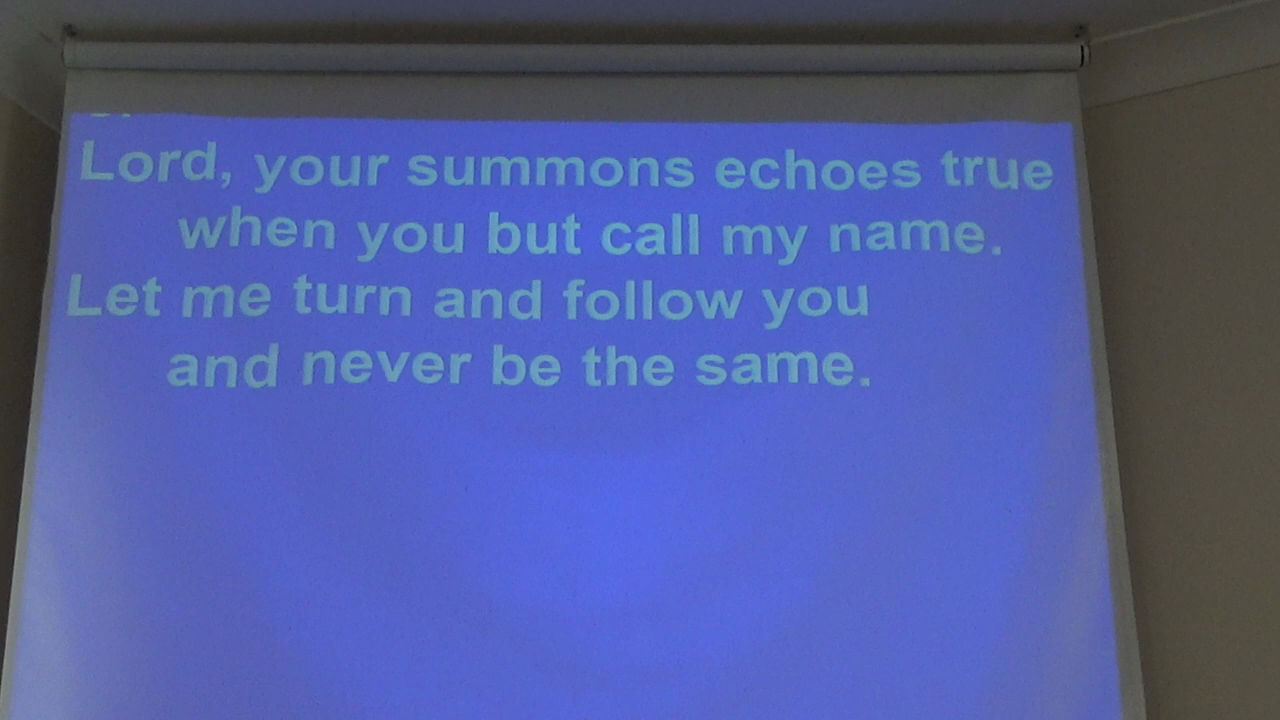 Lord, your summons echoes true
when you but call my name.
Let me turn and follow you
and never be the same.